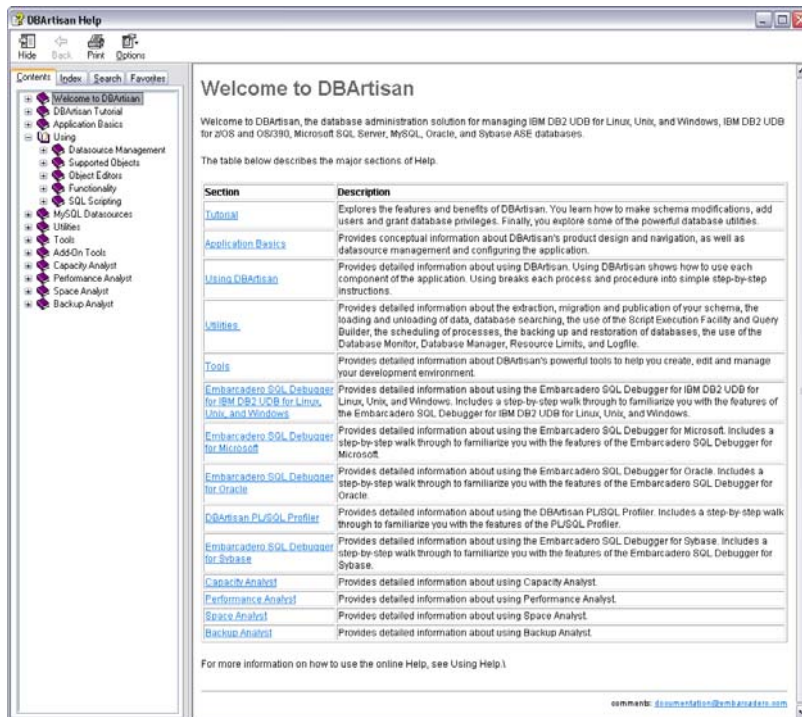 DBArtisan Help
Hide Back Print Options
Contents Index Search Favorites
Welcome to DBArtisan
DBArtisan Tutorial
Application Basics
Using
Datasource Management
Supported Objects
Object Editors
Functionality
SQL Scripting
MySQL Datasources
Utilities
Tools
Add-On Tools
Capacity Analyst
Performance Analyst
Space Analyst
Backup Analyst
Welcome to DBArtisan
Welcome to DBArtisan, the database administration solution for managing IBM DB2 UDB for Linux, Unix, and Windows, IBM DB2 UDB
for z/OS and OS/390, Microsoft SQL Server, MySQL, Oracle, and Sybase ASE databases.
The table below describes the major sections of Help.
Section Description
Tutorial
Explores the features and benefits of DBArtisan. You learn how to make schema modifications, add
users and grant database privileges. Finally, you explore some of the powerful database utilities.
Application Basics
Provides conceptual information about DBArtisan's product design and navigation, as well as
datasource management and configuring the application.
Using DBArtisan
Provides detailed information about using DBArtisan. Using DBArtisan shows how to use each
component of the application. Using breaks each process and procedure into simple step-by-step
instructions.
Utilities
Provides detailed information about the extraction, migration and publication of your schema, the
loading and unloading of data, database searching, the use of the Script Execution Facility and Query
Builder, the scheduling of processes, the backing up and restoration of databases, the use of the
Database Monitor, Database Manager, Resource Limits, and Logfile.
Tools
Provides detailed information about DBArtisan's powerful tools to help you create, edit and manage
your development environment.
Embarcadero SQL Debugger
for IBM DB2 UDB for Linux,
Unix, and Windows
Provides detailed information about using the Embarcadero SQL Debugger for IBM DB2 UDB for
Linux, Unix, and Windows. Includes a step-by-step walk through to familiarize you with the features of
the Embarcadero SQL Debugger for IBM DB2 UDB for Linux, Unix, and Windows.
Embarcadero SQL Debugger
for Microsoft
Provides detailed information about using the Embarcadero SQL Debugger for Microsoft. Includes a
step-by-step walk through to familiarize you with the features of the Embarcadero SQL Debugger for
Microsoft.
Embarcadero SQL Debugger
for Oracle
Provides detailed information about using the Embarcadero SQL Debugger for Oracle. Includes a
step-by-step walk through to familiarize you with the features of the Embarcadero SQL Debugger for
Oracle.
DBArtisan PL/SQL Profiler
Provides detailed information about using the DBArtisan PL/SQL Profiler. Includes a step-by-step walk
through to familiarize you with the features of the PL/SQL Profiler.
Embarcadero SQL Debugger
for Sybase
Provides detailed information about using the Embarcadero SQL Debugger for Sybase. Includes a
step-by-step walk through to familiarize you with the features of the Embarcadero SQL Debugger for
Sybase.
Capacity Analyst Provides detailed information about using Capacity Analyst.
Performance Analyst Provides detailed information about using Performance Analyst.
Space Analyst Provides detailed information about using Space Analyst.
Backup Analyst Provides detailed information about using Backup Analyst.
For more information on how to use the online Help, see Using Help.\
comments: documentation@embarcadero.com